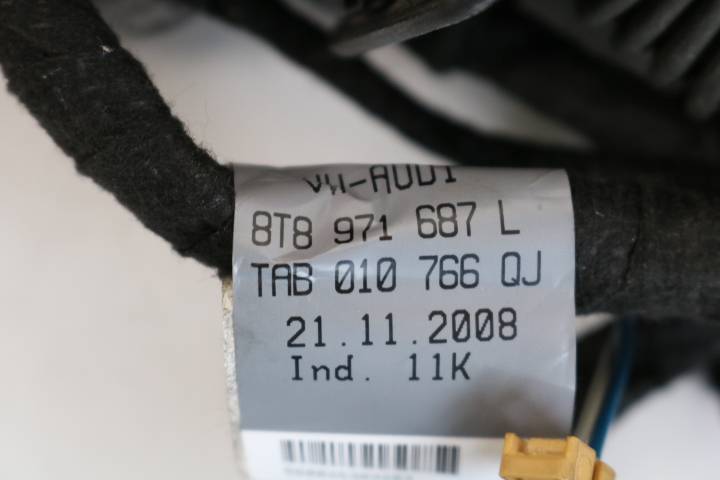 VW-AUDI
8T8 971 687 L
TAB 010 766 QJ
21.11.2008
Ind. 11K